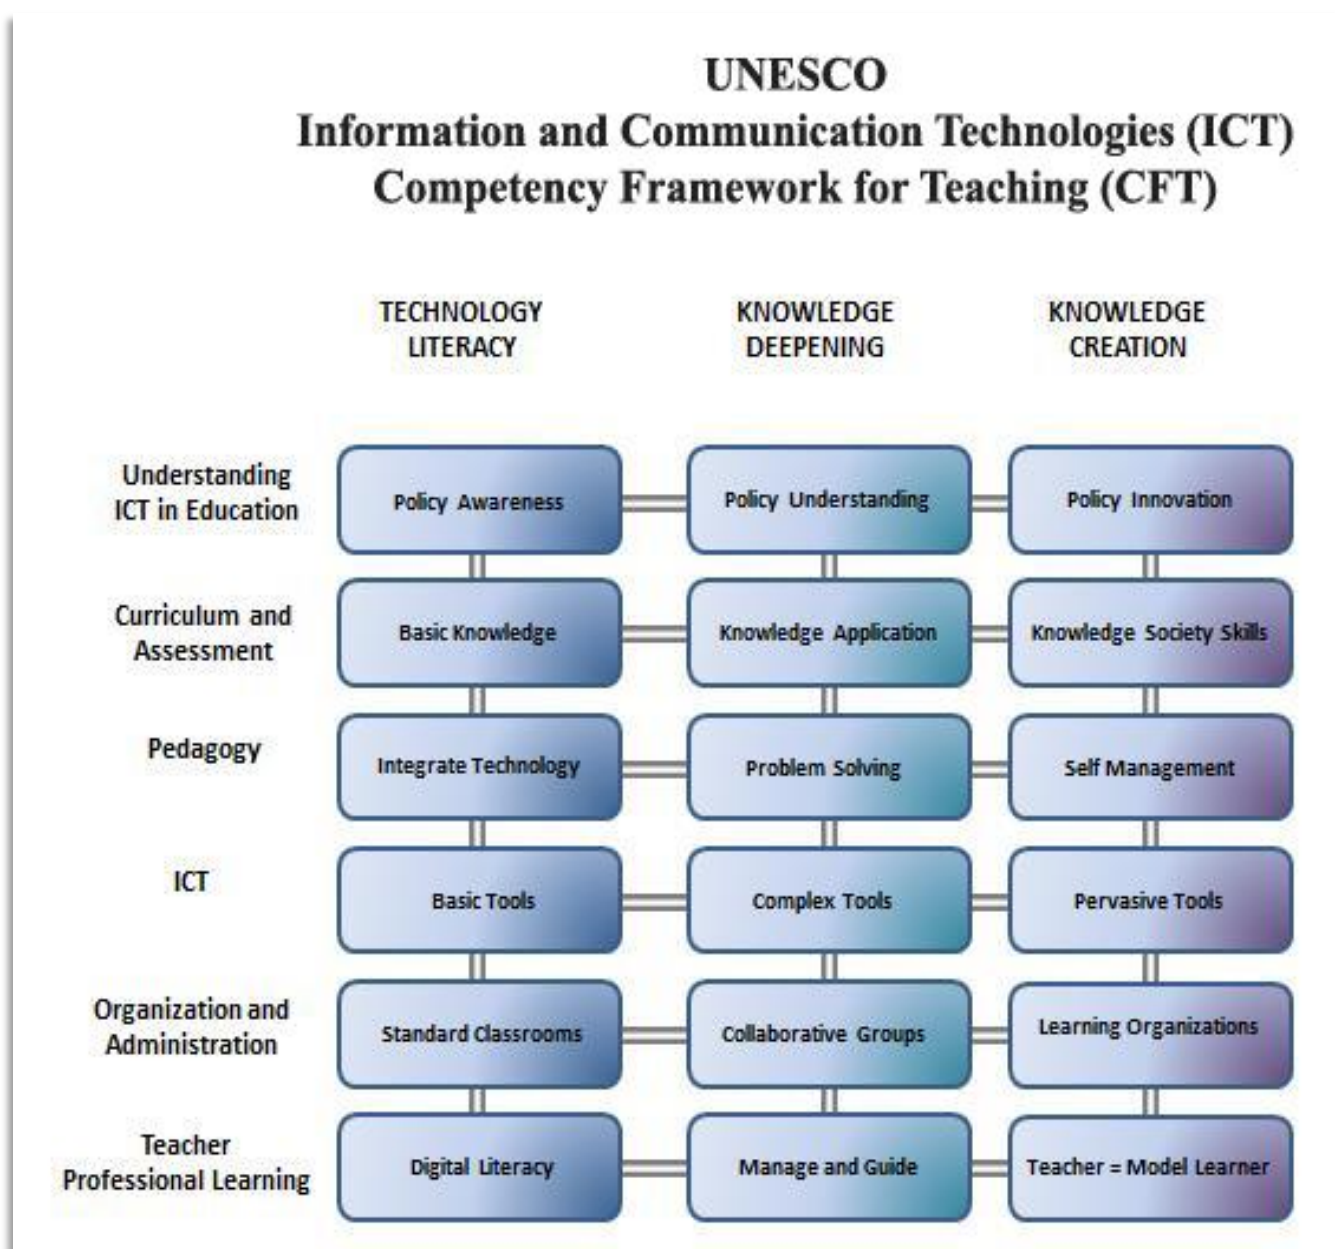 UNESCO
Information and Communication Technologies (ICT)
Competency Framework for Teaching (CFT)
TECHNOLOGY
LITERACY
KNOWLEDGE
DEEPENING
KNOWLEDGE
CREATION
Understanding
ICT in Education
Policy Awareness
Policy Understanding
Policy Innovation
Curriculum and
Assessment
Basic Knowledge
Knowledge Application
Knowledge Society Skills
Pedagogy
Integrate Technology
Problem Solving
Self Management
ICT
Basic Tools
Complex Tools
Pervasive Tools
Organization and
Administration
Standard Classrooms
Collaborative Groups
Learning Organizations
Teacher
Professional Learning
Digital Literacy
Manage and Guide
Teacher = Model Learner